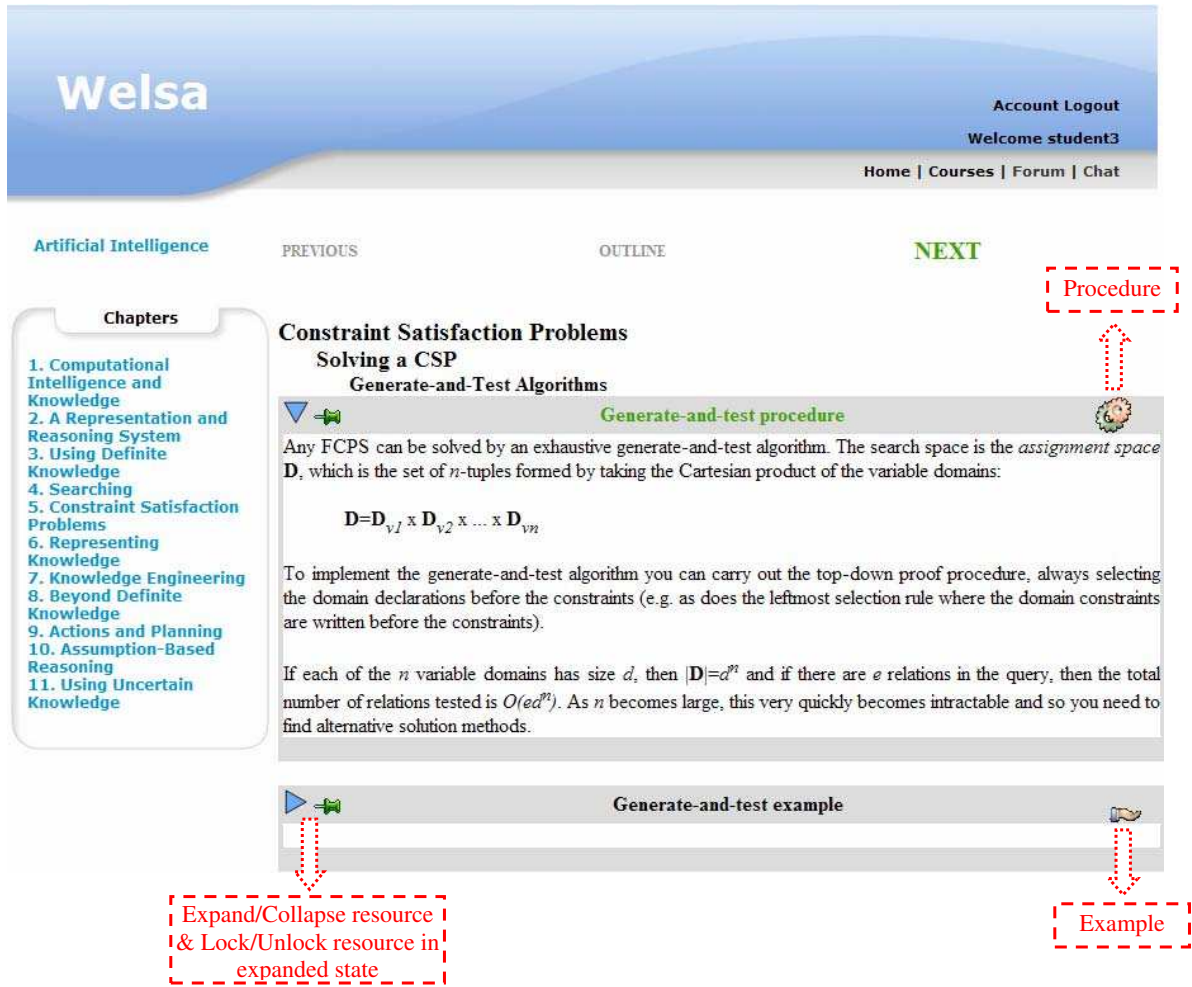 Welsa
Account Logout
Welcome student3
Home | Courses | Forum | Chat
Artificial Intelligence
PREVIOUS
OUTLINE
NEXT
Procedure
Chapters
1. Computational
Intelligence and
Knowledge
2. A Representation and
Reasoning System
3. Using Definite
Knowledge
4. Searching
5. Constraint Satisfaction
Problems
6. Representing
Knowledge
7. Knowledge Engineering
8. Beyond Definite
Knowledge
9. Actions and Planning
10. Assumption-Based
Reasoning
11. Using Uncertain
Knowledge
Constraint Satisfaction Problems
Solving a CSP
Generate-and-Test Algorithms
Generate-and-test procedure
Any FCPS can be solved by an exhaustive generate-and-test algorithm. The search space is the assignment space
D, which is the set of n-tuples formed by taking the Cartesian product of the variable domains:
D=D_{v1} x D_{v2} x ... x D_{vn}
To implement the generate-and-test algorithm you can carry out the top-down proof procedure, always selecting
the domain declarations before the constraints (e.g. as does the leftmost selection rule where the domain constraints
are written before the constraints).
If each of the n variable domains has size d, then |D|=d^n and if there are e relations in the query, then the total
number of relations tested is O(ed^n). As n becomes large, this very quickly becomes intractable and so you need to
find alternative solution methods.
Generate-and-test example
Expand/Collapse resource
& Lock/Unlock resource in
expanded state
Example